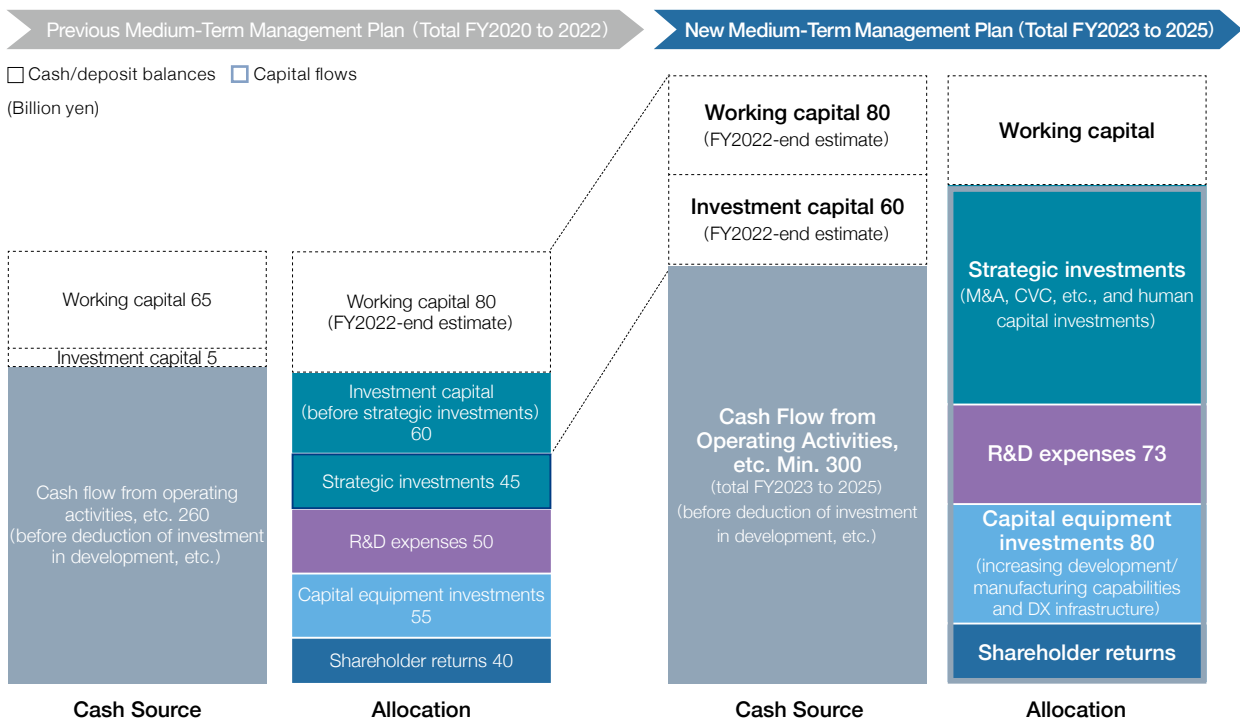 Previous Medium-Term Management Plan (Total FY2020 to 2022)
New Medium-Term Management Plan (Total FY2023 to 2025)
Cash/deposit balances
Capital flows
(Billion yen)
Working capital 65
Investment capital 5
Cash flow from operating
activities, etc. 260
(before deduction of investment
in development, etc.)
Cash Source
Working capital 80
(FY2022-end estimate)
Investment capital
(before strategic investments)
60
Strategic investments 45
R&D expenses 50
Capital equipment investments
55
Shareholder returns 40
Allocation
Working capital 80
(FY2022-end estimate)
Investment capital 60
(FY2022-end estimate)
Cash Flow from
Operating Activities,
etc. Min. 300
(total FY2023 to 2025)
(before deduction of investment
in development, etc.)
Cash Source
Working capital
Strategic investments
(M&A, CVC, etc., and human
capital investments)
R&D expenses 73
Capital equipment
investments 80
(increasing development/
manufacturing capabilities
and DX infrastructure)
Shareholder returns
Allocation